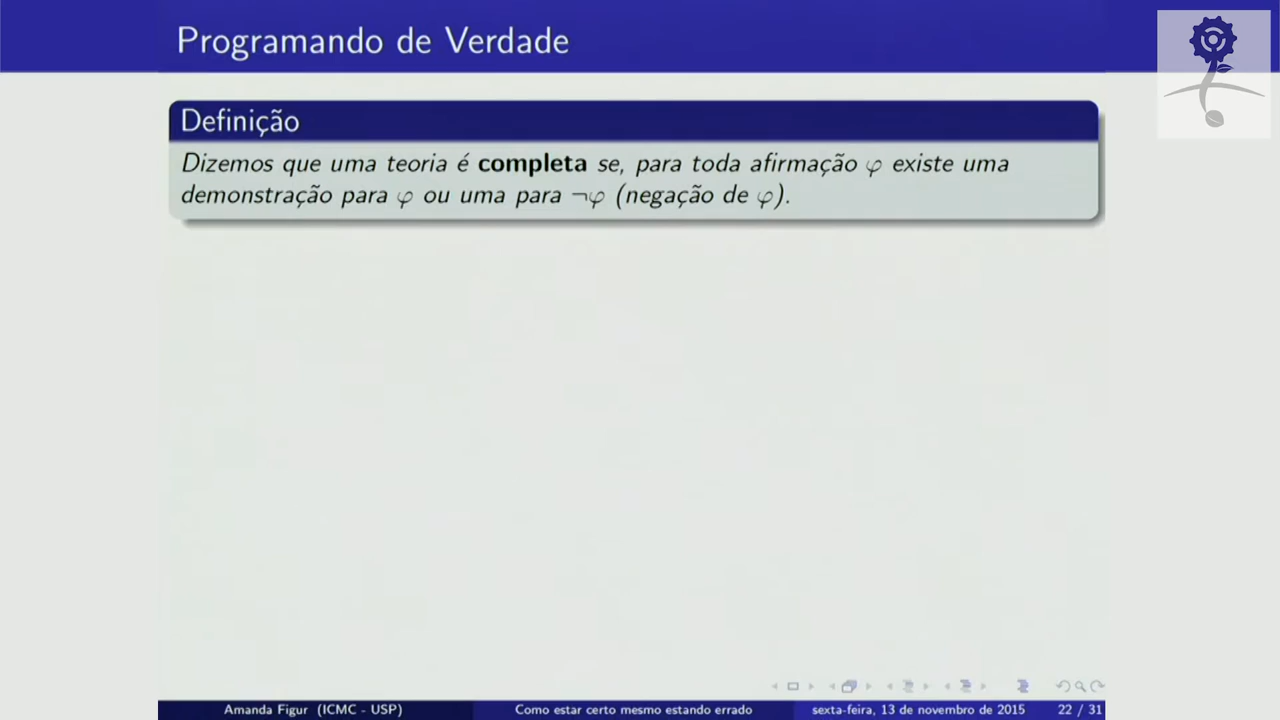 Programando de Verdade
Definição
Dizemos que uma teoria é completa se, para toda afirmação φ existe uma
demonstração para φ ou uma para ¬φ (negação de φ).
Amanda Figur (ICMC - USP)
Como estar certo mesmo estando errado
sexta-feira, 13 de novembro de 2015
22 / 31